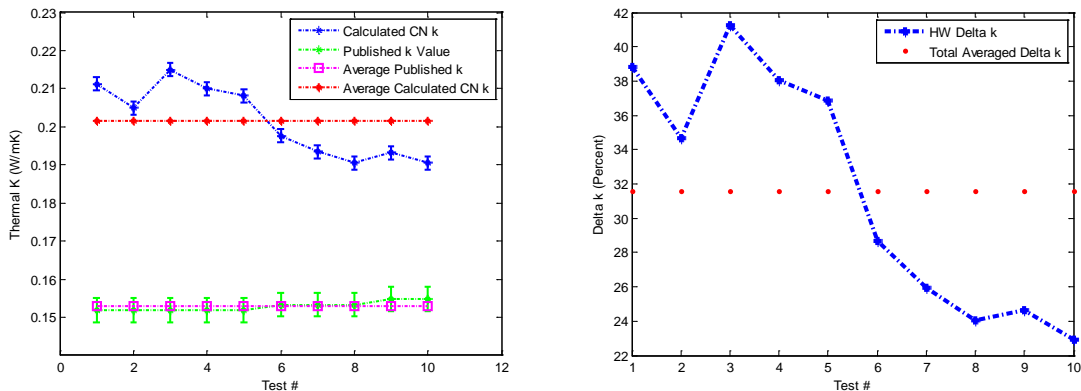 0.23
0.22
0.21
0.2
0.19
0.18
0.17
0.16
0.15
Thermal K (W/mK)
0 2 4 6 8 10 12
Test #
Calculated CN k
Published k Value
Average Published k
Average Calculated CN k
42
40
38
36
34
32
30
28
26
24
22
Delta k (Percent)
1 2 3 4 5 6 7 8 9 10
Test #
HW Delta k
Total Averaged Delta k